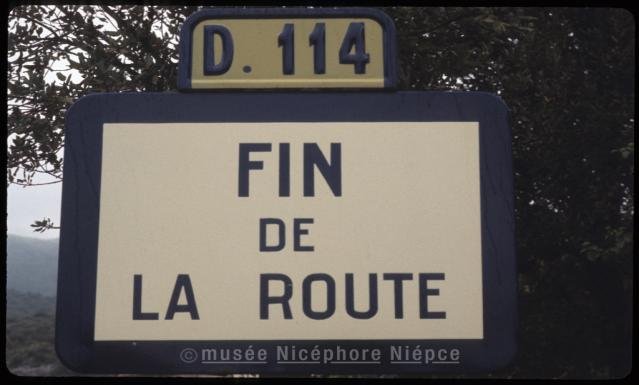 D. 114
FIN
DE
LA ROUTE
©musée Nicéphore Niépce